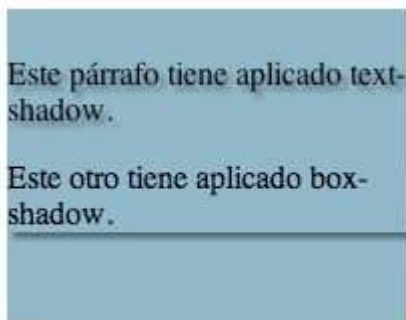 Este párrafo tiene aplicado text-
shadow.
Este otro tiene aplicado box-
shadow.